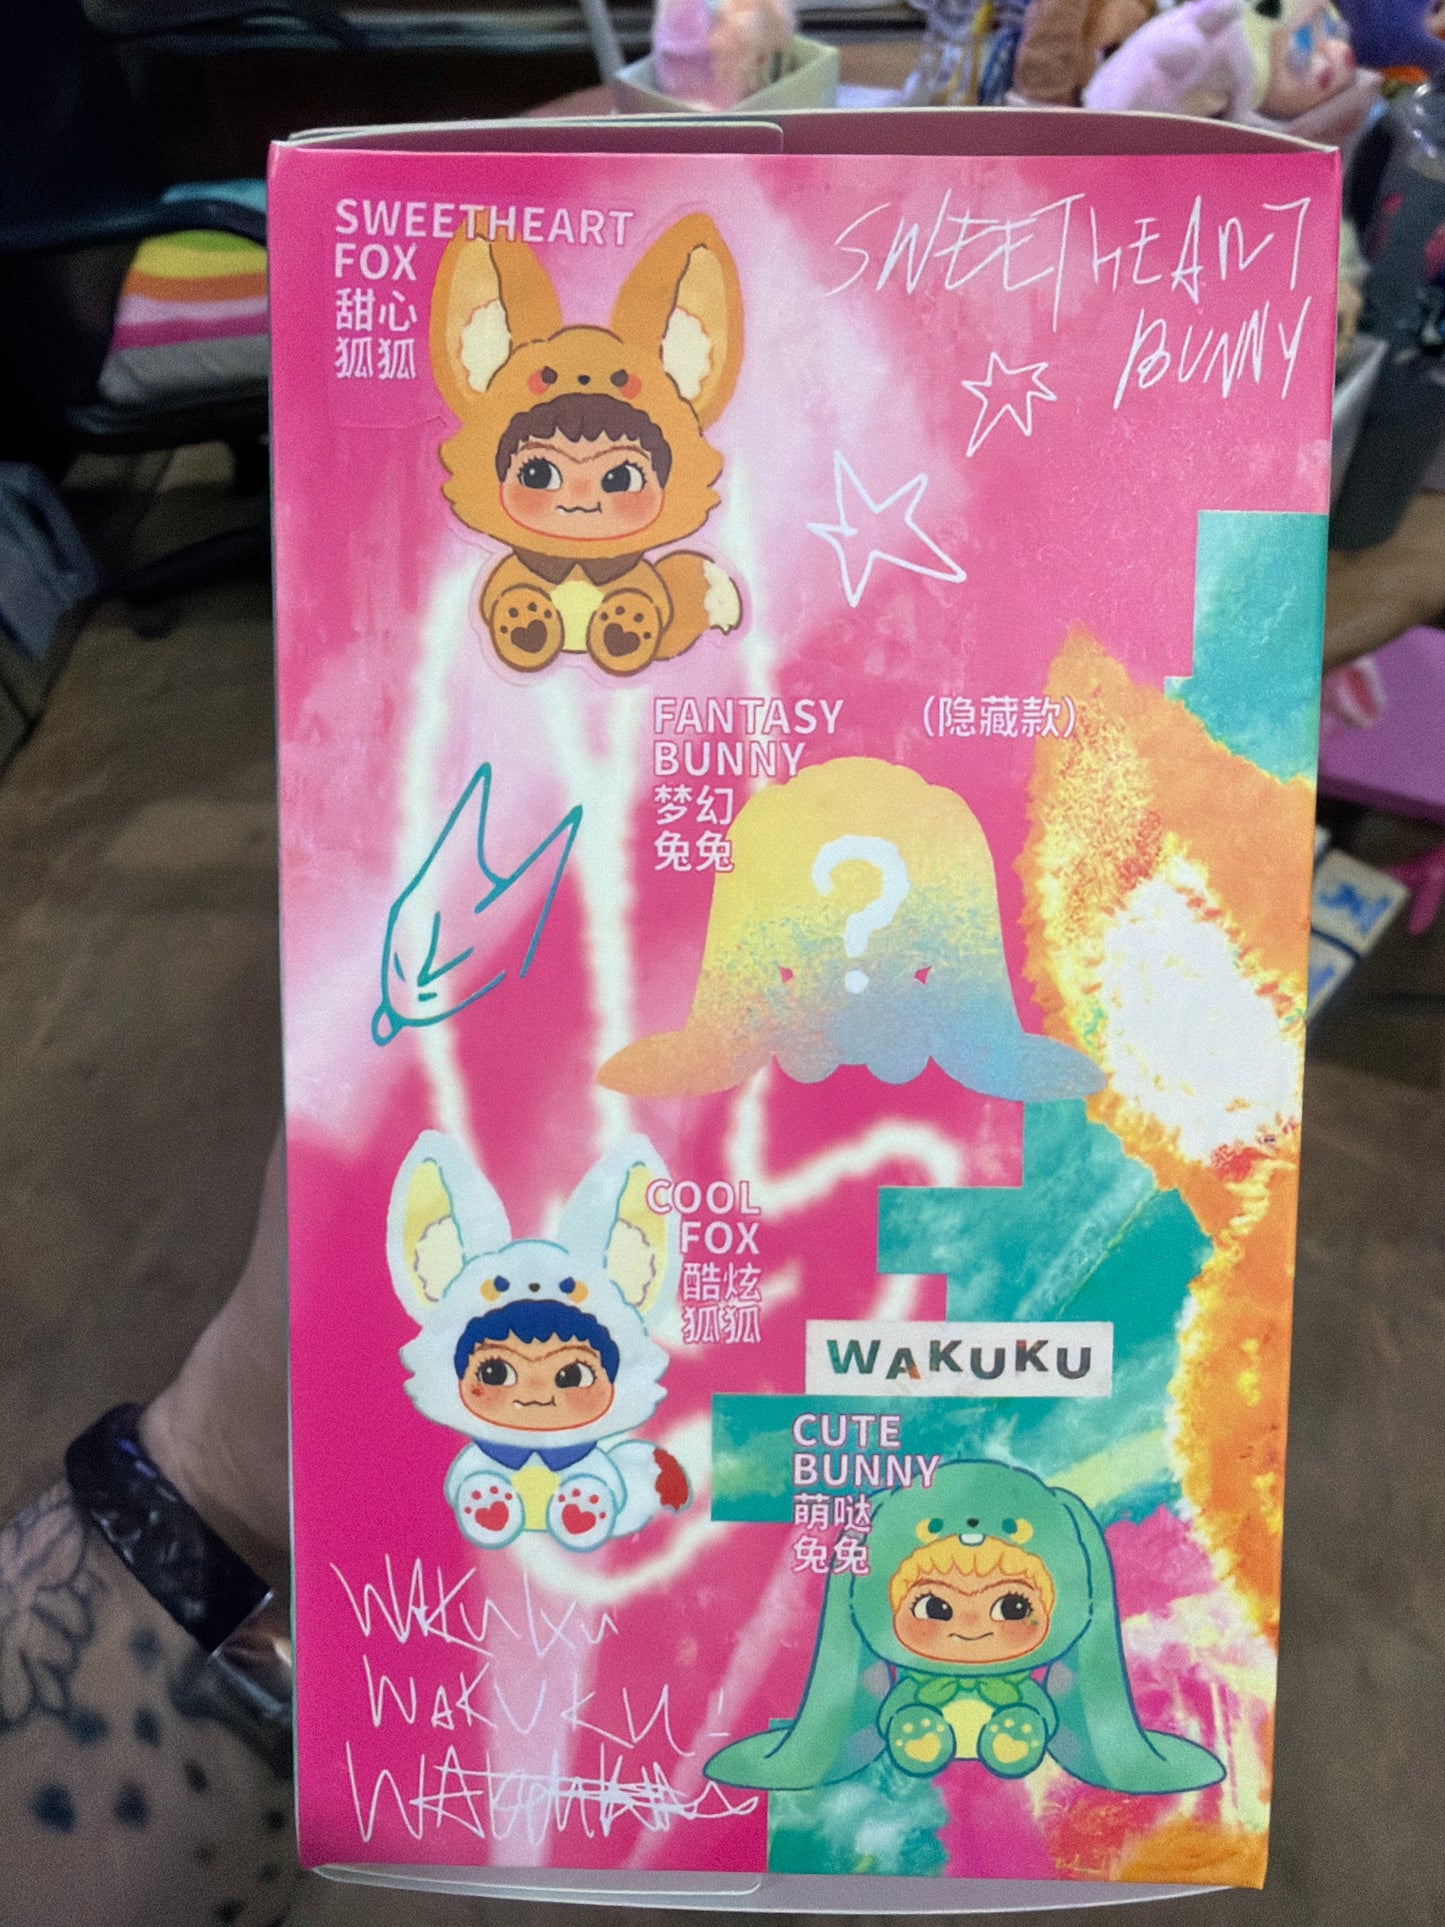 SWEETHEART
FOX
甜心
狐狐
SWEETHEART
BUNNY
FANTASY
BUNNY
(隐藏款)
梦幻
兔兔
?
COOL
FOX
酷炫
狐狐
WAKUKU
CUTE
BUNNY
萌哒
兔兔
WAKUKU
WAKUKU!